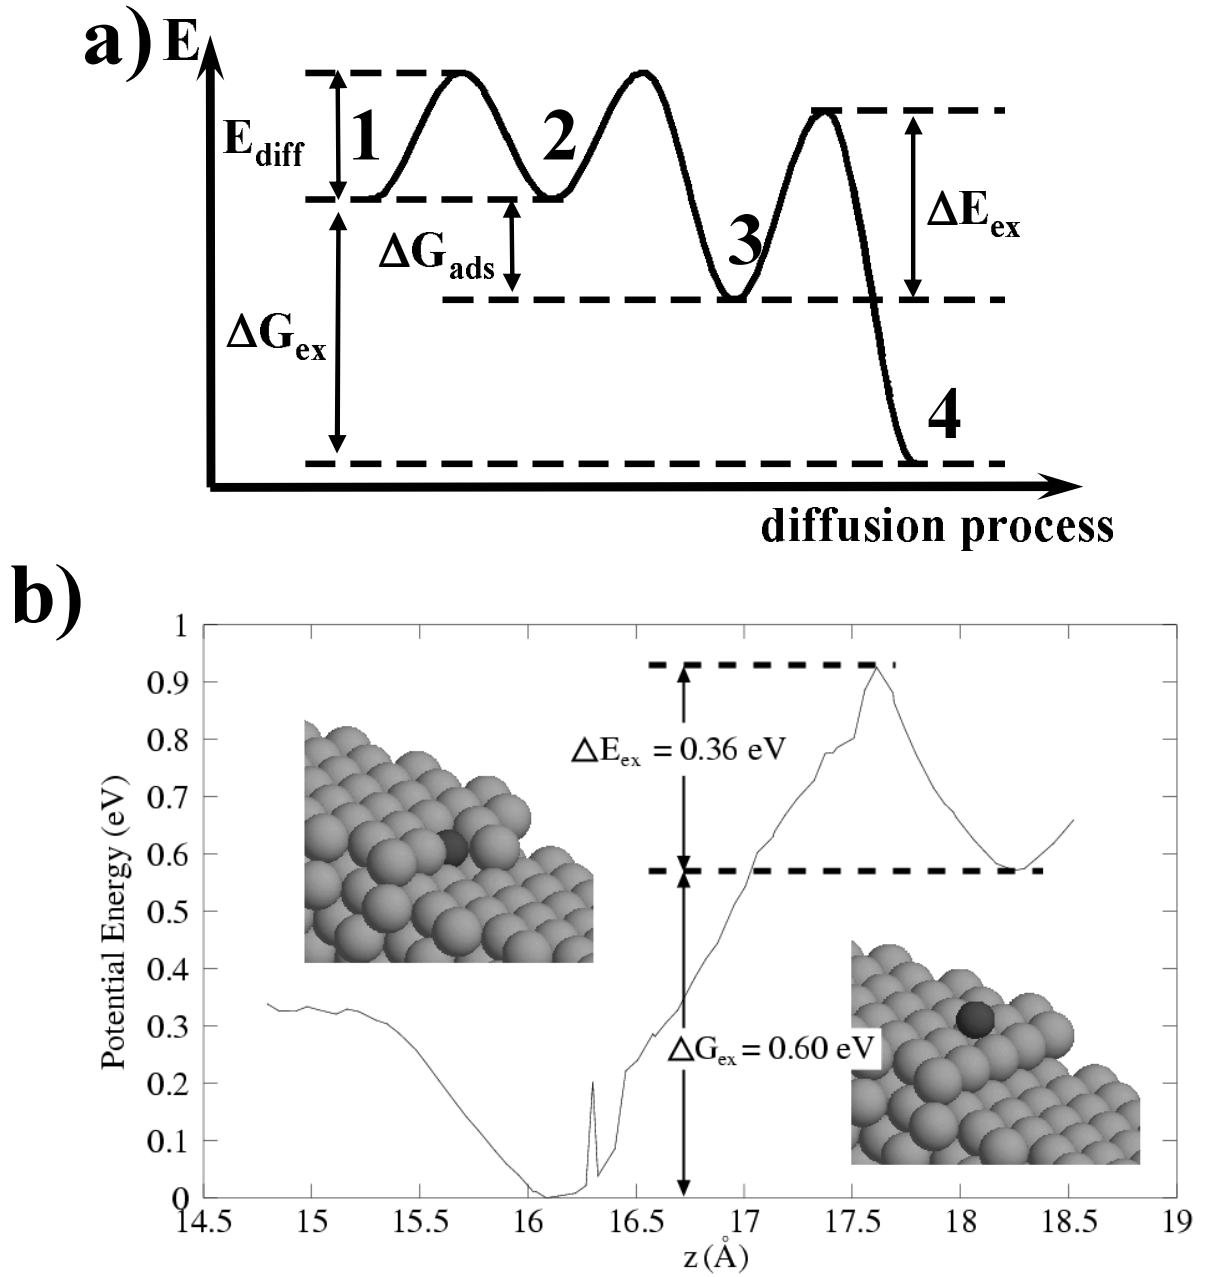 a) E
1 2
E_diff
ΔE_ex
3
ΔG_ads
ΔG_ex
4
diffusion process
b)
1
0.9
0.8
ΔE_ex = 0.36 eV
0.7
0.6
0.5
0.4
0.3
ΔG_ex = 0.60 eV
0.2
0.1
0
Potential Energy (eV)
14.5 15 15.5 16 16.5 17 17.5 18 18.5 19
z (Å)